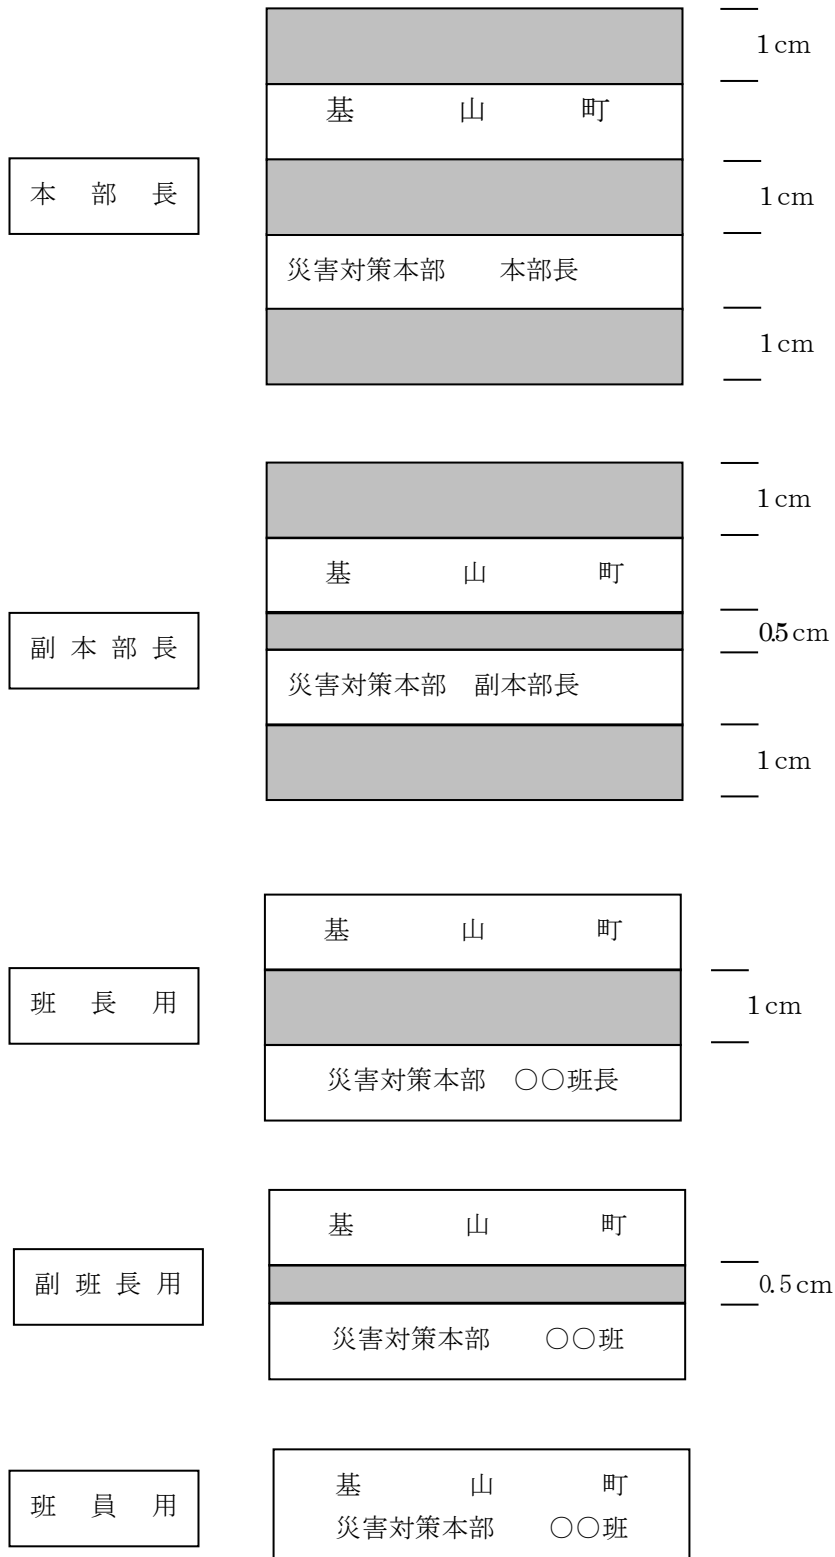 1cm
基 山 町
本 部 長
1cm
災害対策本部 本部長
1cm
1cm
基 山 町
副 本 部 長
0.5cm
災害対策本部 副本部長
1cm
基 山 町
班 長 用
1cm
災害対策本部 ○○班長
基 山 町
副 班 長 用
0.5cm
災害対策本部 ○○班
基 山 町
班 員 用
災害対策本部 ○○班